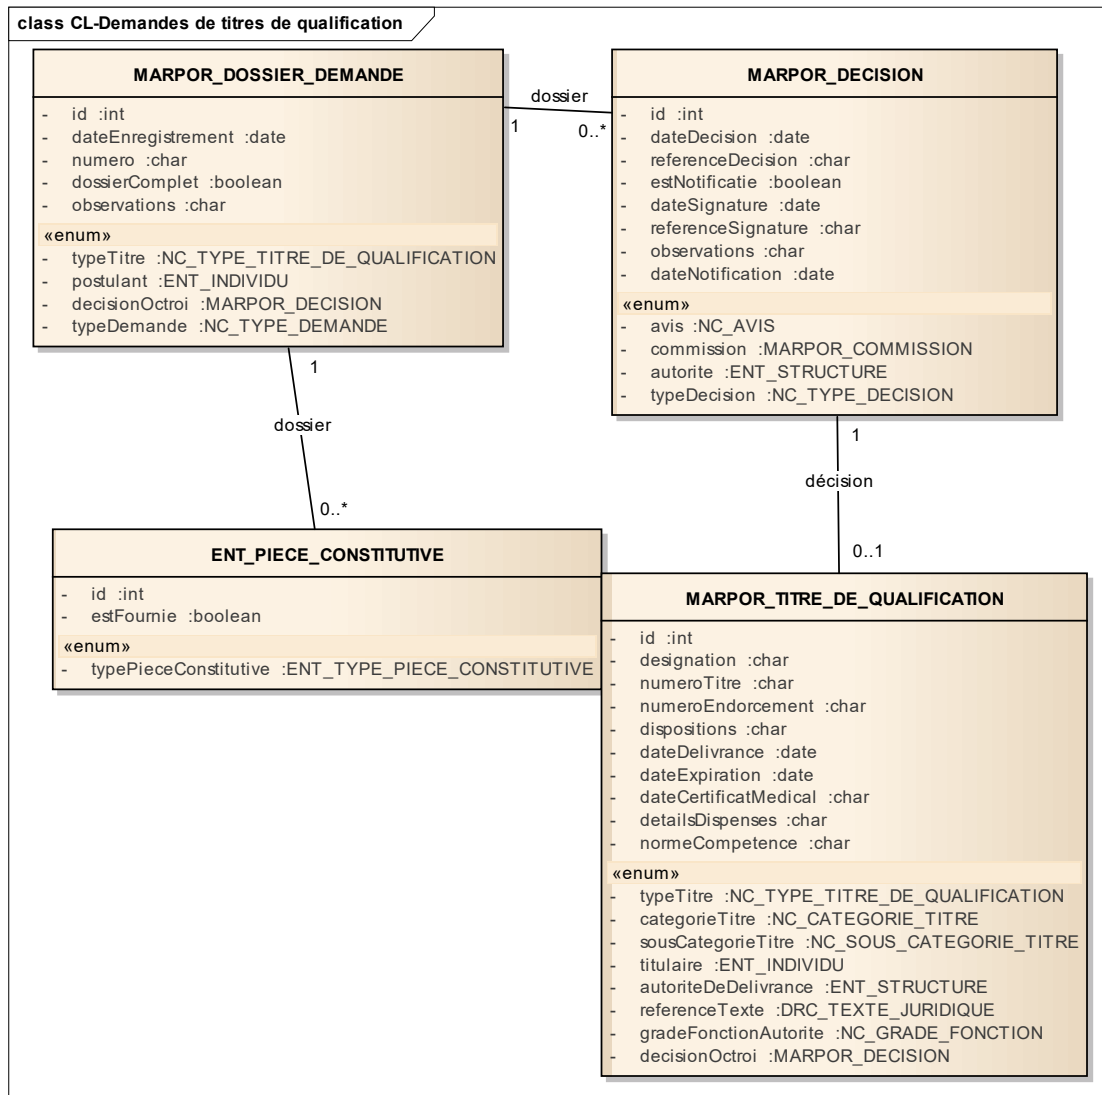 class CL-Demandes de titres de qualification
MARPOR_DOSSIER_DEMANDE
- id :int
- dateEnregistrement :date
- numero :char
- dossierComplet :boolean
- observations :char
«enum»
- typeTitre :NC_TYPE_TITRE_DE_QUALIFICATION
- postulant :ENT_INDIVIDU
- decisionOctroi :MARPOR_DECISION
- typeDemande :NC_TYPE_DEMANDE
dossier
1
0..*
MARPOR_DECISION
- id :int
- dateDecision :date
- referenceDecision :char
- estNotificatie :boolean
- dateSignature :date
- referenceSignature :char
- observations :char
- dateNotification :date
«enum»
- avis :NC_AVIS
- commission :MARPOR_COMMISSION
- autorite :ENT_STRUCTURE
- typeDecision :NC_TYPE_DECISION
1
dossier
0..*
1
décision
0..1
ENT_PIECE_CONSTITUTIVE
- id :int
- estFournie :boolean
«enum»
- typePieceConstitutive :ENT_TYPE_PIECE_CONSTITUTIVE
MARPOR_TITRE_DE_QUALIFICATION
- id :int
- designation :char
- numeroTitre :char
- numeroEndorcement :char
- dispositions :char
- dateDelivrance :date
- dateExpiration :date
- dateCertificatMedical :char
- detailsDispenses :char
- normeCompetence :char
«enum»
- typeTitre :NC_TYPE_TITRE_DE_QUALIFICATION
- categorieTitre :NC_CATEGORIE_TITRE
- sousCategorieTitre :NC_SOUS_CATEGORIE_TITRE
- titulaire :ENT_INDIVIDU
- autoriteDeDelivrance :ENT_STRUCTURE
- referenceTexte :DRC_TEXTE_JURIDIQUE
- gradeFonctionAutorite :NC_GRADE_FONCTION
- decisionOctroi :MARPOR_DECISION